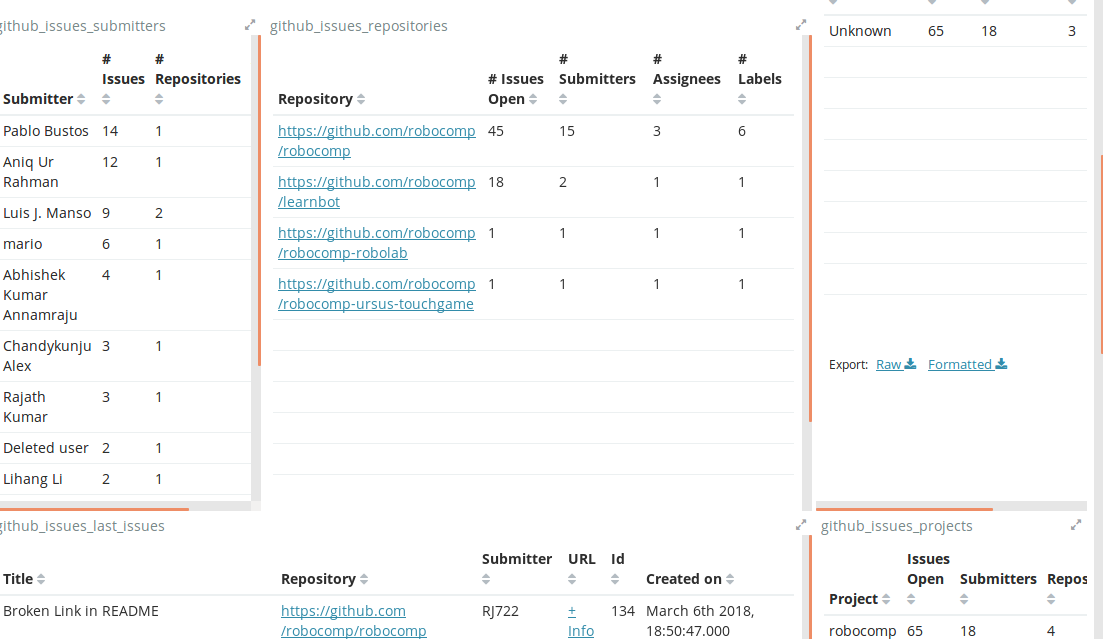 github_issues_submitters
# Issues # Repositories
Submitter
Pablo Bustos 14 1
Aniq Ur Rahman 12 1
Luis J. Manso 9 2
mario 6 1
Abhishek Kumar Annamraju 4 1
Chandykunju Alex 3 1
Rajath Kumar 3 1
Deleted user 2 1
Lihang Li 2 1
github_issues_repositories
Repository # Issues Open # Submitters # Assignees # Labels
https://github.com/robocomp/robocomp 45 15 3 6
https://github.com/robocomp/learnbot 18 2 1 1
https://github.com/robocomp/robocomp-robolab 1 1 1 1
https://github.com/robocomp/robocomp-ursus-touchgame 1 1 1 1
Unknown 65 18 3
Export: Raw Formatted
github_issues_last_issues
Title Repository Submitter URL Id Created on
Broken Link in README https://github.com/robocomp/robocomp RJ722 + Info 134 March 6th 2018, 18:50:47.000
github_issues_projects
Project Issues Open Submitters Repos
robocomp 65 18 4